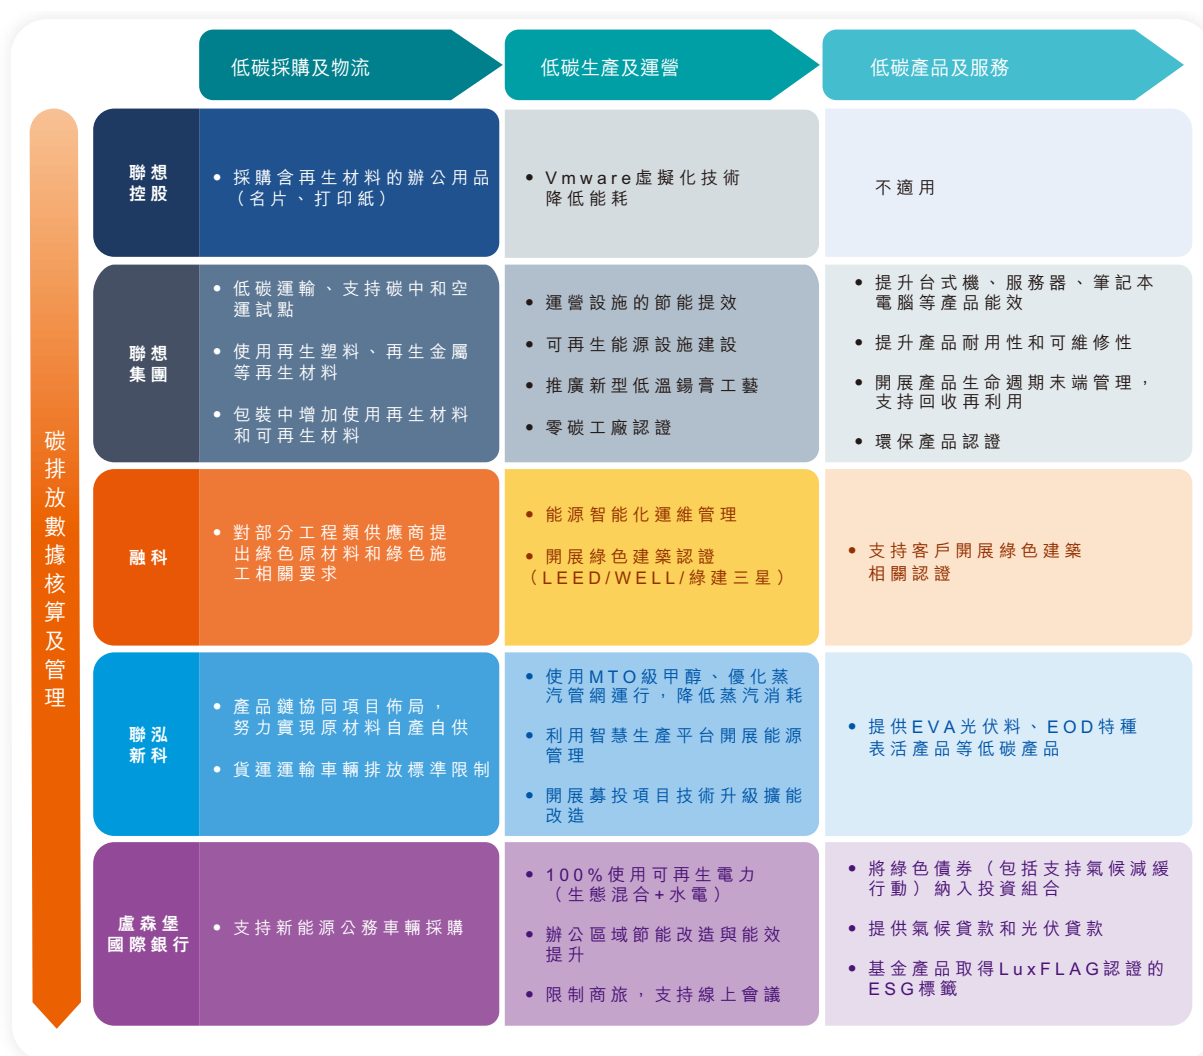 低碳採購及物流
低碳生產及運營
低碳產品及服務
碳排放數據核算及管理
聯想
控股
• 採購含再生材料的辦公用品
（名片、打印紙）
• Vmware虛擬化技術
降低能耗
不適用
聯想
集團
• 低碳運輸、支持碳中和空
運試點
• 使用再生塑料、再生金屬
等再生材料
• 包裝中增加使用再生材料
和可再生材料
• 運營設施的節能提效
• 可再生能源設施建設
• 推廣新型低溫錫膏工藝
• 零碳工廠認證
• 提升台式機、服務器、筆記本
電腦等產品能效
• 提升產品耐用性和可維修性
• 開展產品生命週期末端管理，
支持回收再利用
• 環保產品認證
融科
• 對部分工程類供應商提
出綠色原材料和綠色施
工相關要求
• 能源智能化運維管理
• 開展綠色建築認證
（LEED/WELL/綠建三星）
• 支持客戶開展綠色建築
相關認證
聯泓
新科
• 產品鏈協同項目佈局，
努力實現原材料自產自供
• 貨運運輸車輛排放標準限制
• 使用MTO級甲醇、優化蒸
汽管網運行，降低蒸汽消耗
• 利用智慧生產平台開展能源
管理
• 開展募投項目技術升級擴能
改造
• 提供EVA光伏料、EOD特種
表活產品等低碳產品
盧森堡
國際銀行
• 支持新能源公務車輛採購
• 100%使用可再生電力
（生態混合+水電）
• 辦公區域節能改造與能效
提升
• 限制商旅，支持線上會議
• 將綠色債券（包括支持氣候減緩
行動）納入投資組合
• 提供氣候貸款和光伏貸款
• 基金產品取得LuxFLAG認證的
ESG標籤